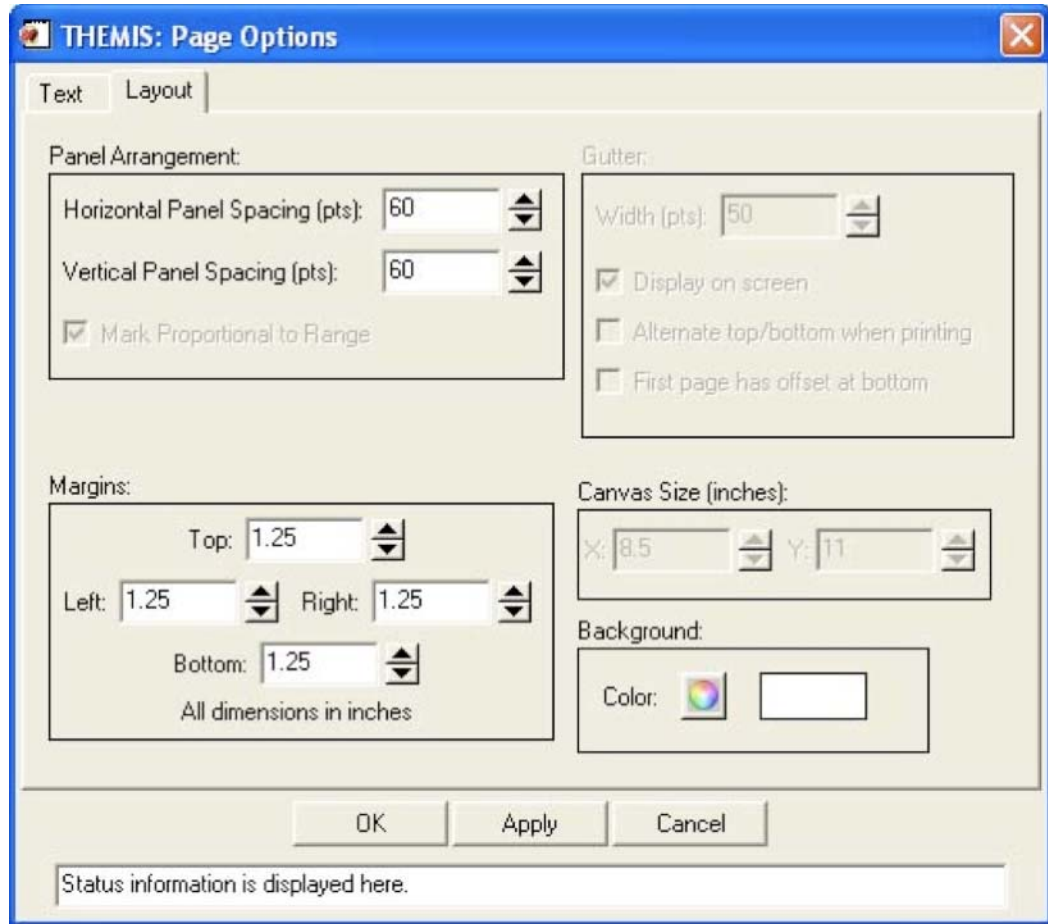 THEMIS: Page Options
Text Layout
Panel Arrangement:
Horizontal Panel Spacing (pts): 60
Vertical Panel Spacing (pts): 60
Mark Proportional to Range
Gutter:
Width (pts): 50
Display on screen
Alternate top/bottom when printing
First page has offset at bottom
Margins:
Top: 1.25
Left: 1.25 Right: 1.25
Bottom: 1.25
All dimensions in inches
Canvas Size (inches):
X: 8.5 Y: 11
Background:
Color:
OK Apply Cancel
Status information is displayed here.